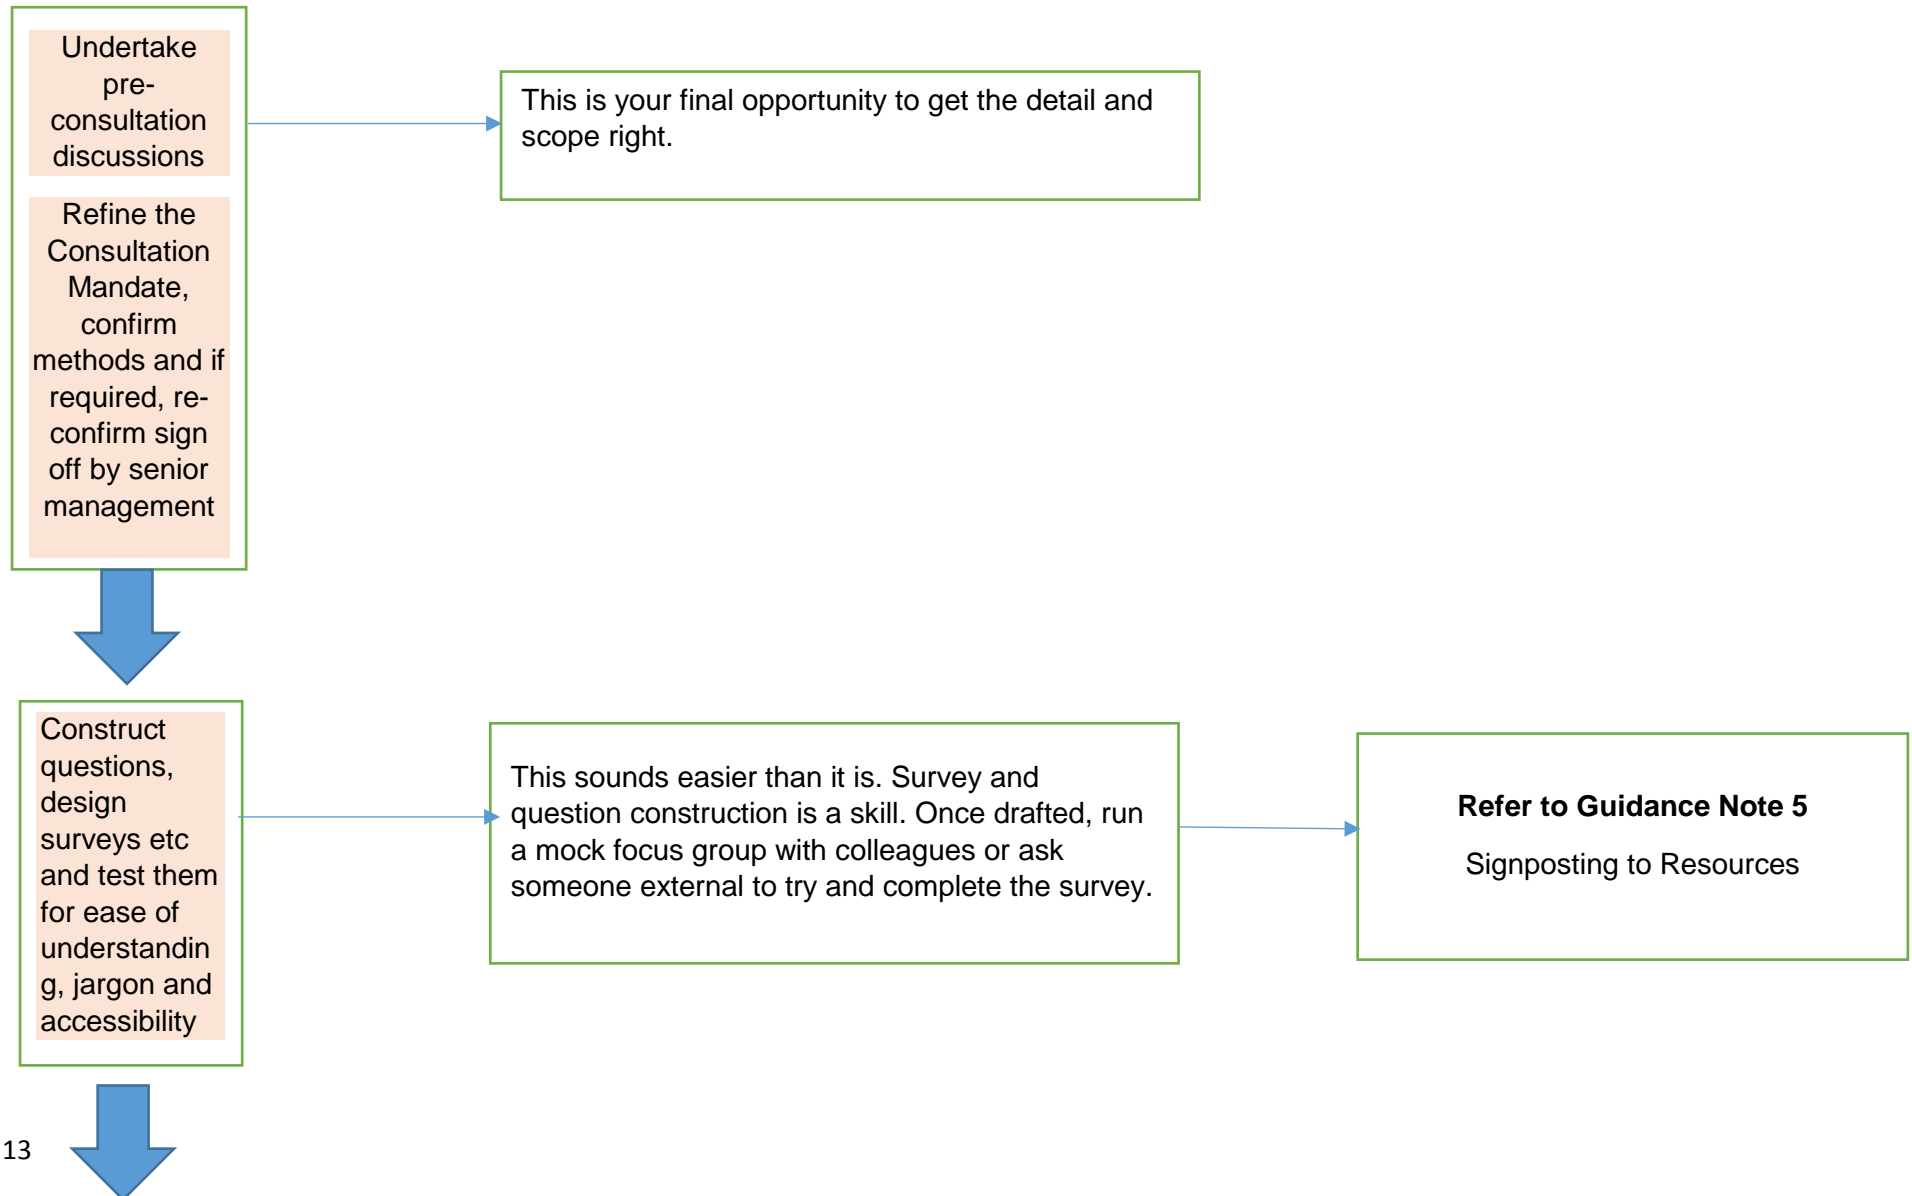 Undertake
pre-
consultation
discussions
This is your final opportunity to get the detail and
scope right.
Refine the
Consultation
Mandate,
confirm
methods and if
required, re-
confirm sign
off by senior
management
Construct
questions,
design
surveys etc
and test them
for ease of
understandin
g, jargon and
accessibility
This sounds easier than it is. Survey and
question construction is a skill. Once drafted, run
a mock focus group with colleagues or ask
someone external to try and complete the survey.
Refer to Guidance Note 5
Signposting to Resources
13